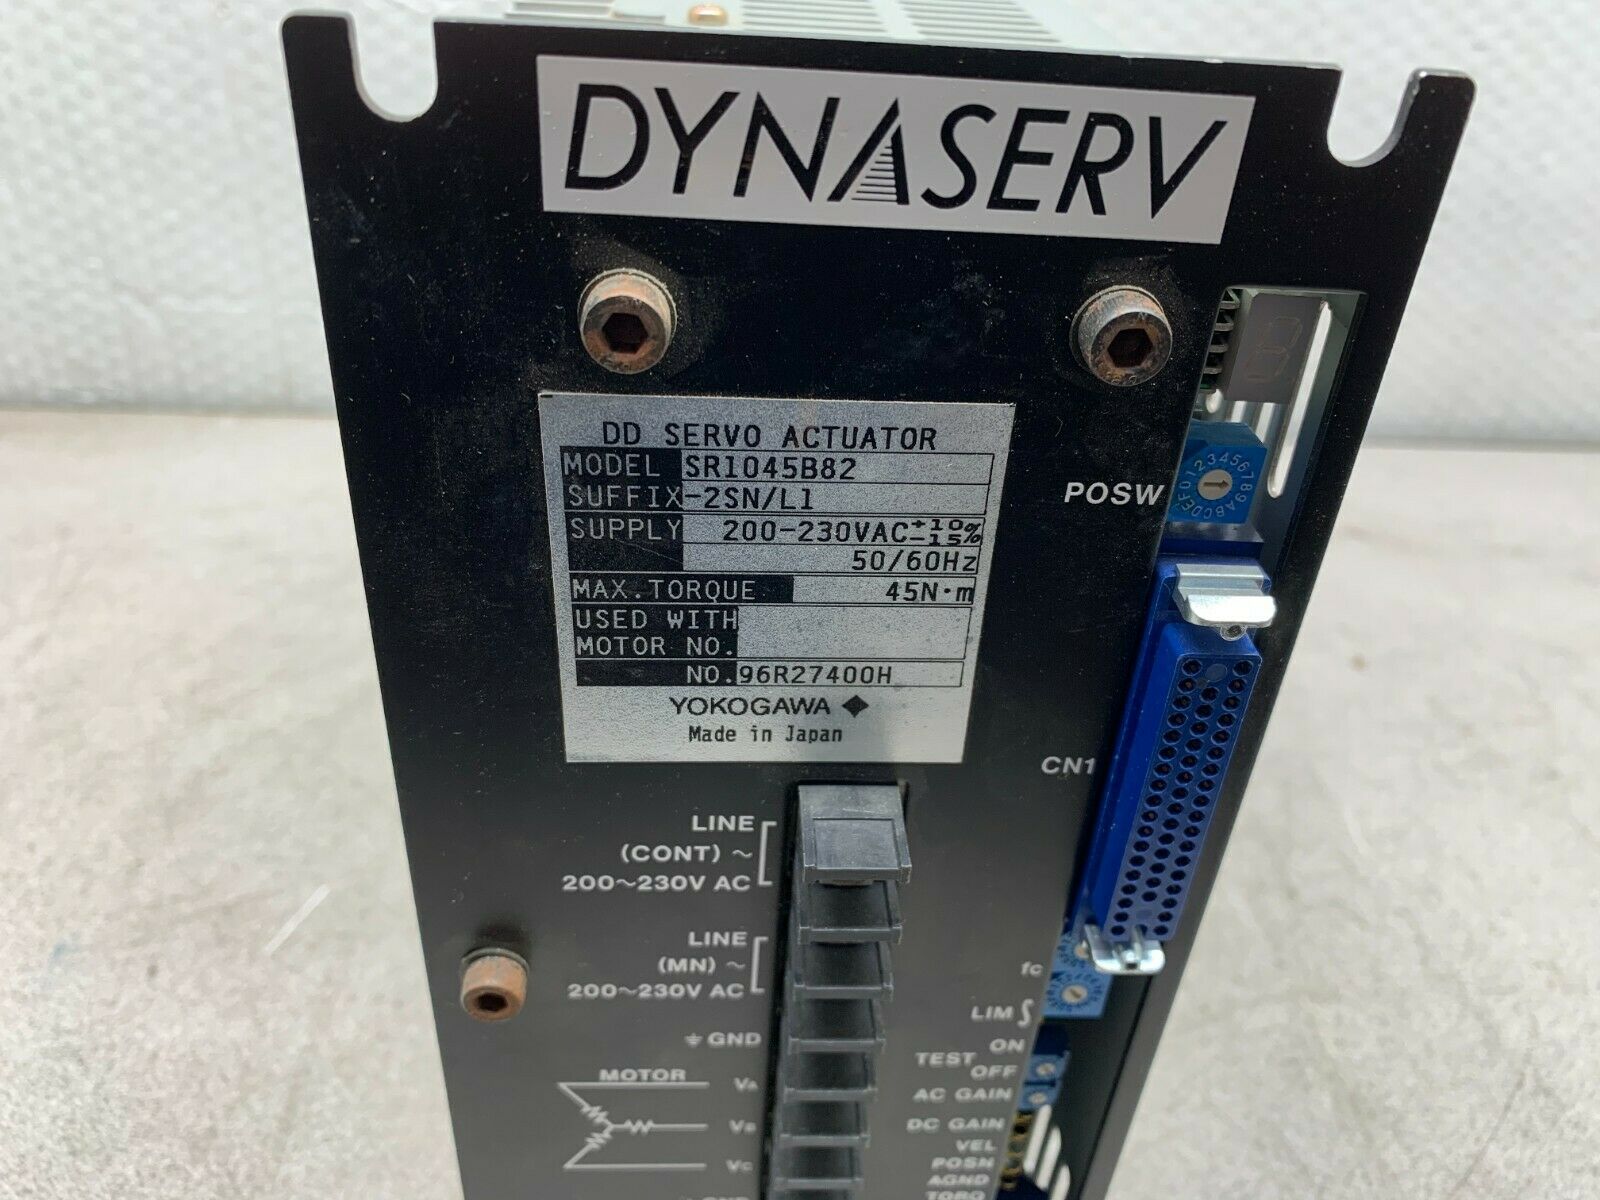 DYNASERV
DD SERVO ACTUATOR
MODEL SR1045B82
SUFFIX -2SN/L1
SUPPLY 200-230VAC +10 -15%
50/60Hz
MAX.TORQUE 45N·m
USED WITH
MOTOR NO.
NO. 96R27400H
YOKOGAWA
Made in Japan
POSW
0123456789ABCDEF
CN1
LINE
(CONT) ~
200~230V AC
LINE
(MN) ~
200~230V AC
GND
MOTOR
VA
VB
VC
GND
fc
LIM ∫
ON
TEST
OFF
AC GAIN
DC GAIN
VEL
POSN
AGND
TORQ